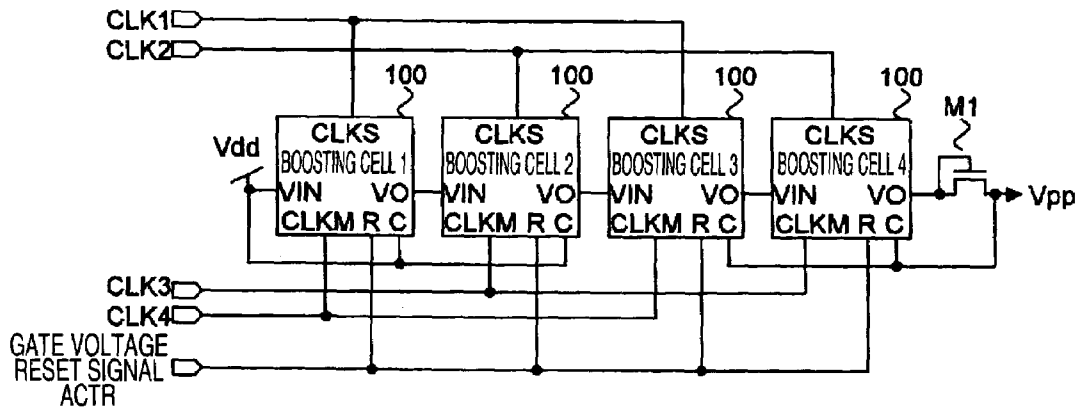 CLK1
CLK2
100 100 100 100
M1
Vdd
CLKS CLKS CLKS CLKS
BOOSTING CELL 1 BOOSTING CELL 2 BOOSTING CELL 3 BOOSTING CELL 4
VIN VO VIN VO VIN VO VIN VO
Vpp
CLKM R C CLKM R C CLKM R C CLKM R C
CLK3
CLK4
GATE VOLTAGE
RESET SIGNAL
ACTR